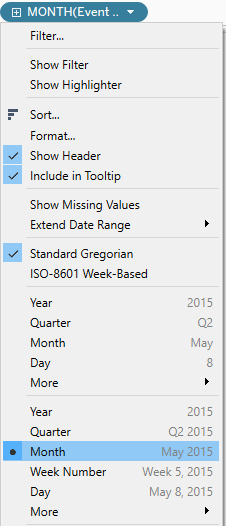 MONTH(Event ..
Filter...
Show Filter
Show Highlighter
Sort...
Format...
Show Header
Include in Tooltip
Show Missing Values
Extend Date Range
Standard Gregorian
ISO-8601 Week-Based
Year 2015
Quarter Q2
Month May
Day 8
More
Year 2015
Quarter Q2 2015
Month May 2015
Week Number Week 5, 2015
Day May 8, 2015
More